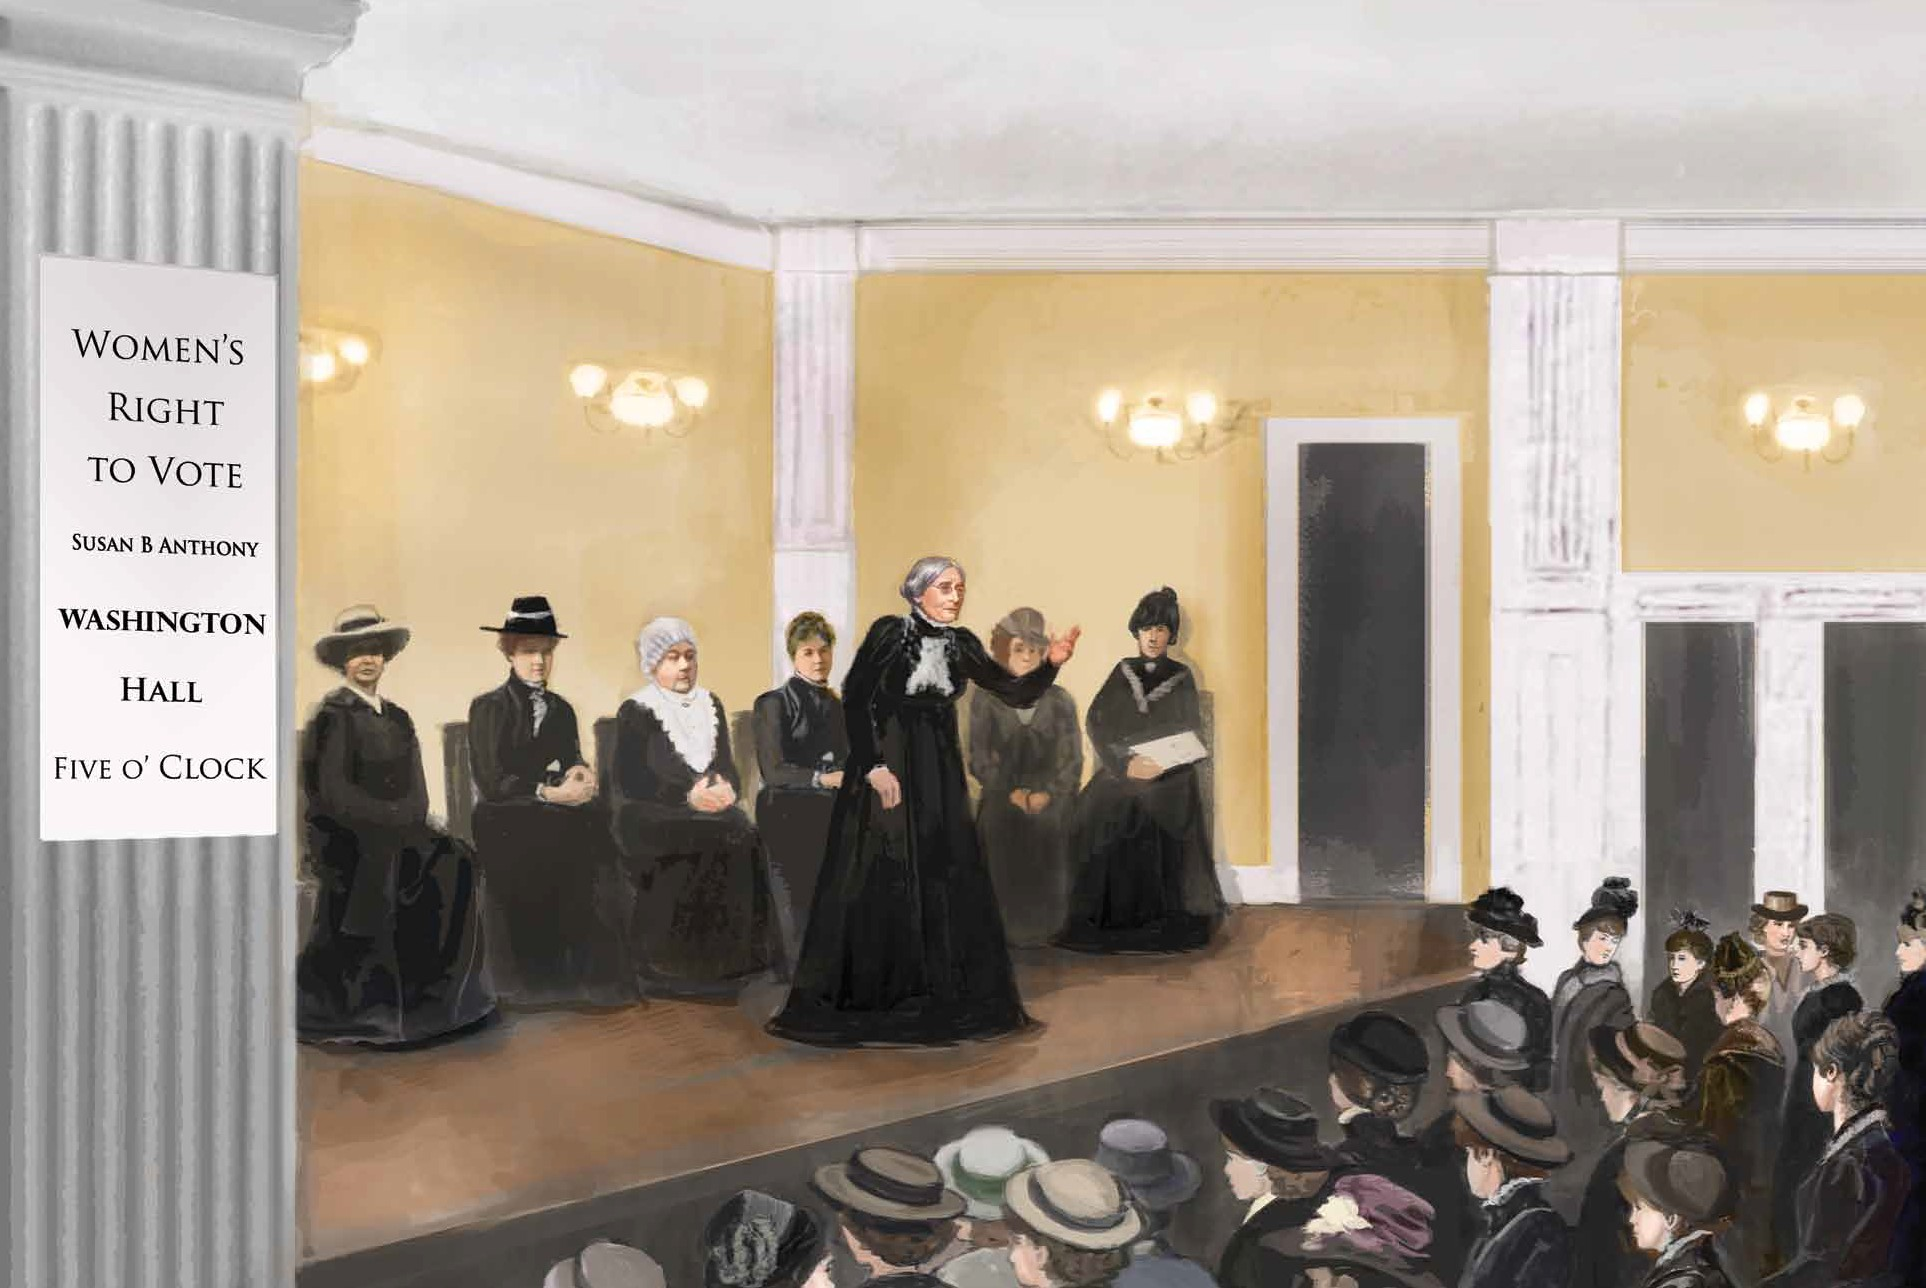 WOMEN'S
RIGHT
TO VOTE
SUSAN B ANTHONY
WASHINGTON
HALL
FIVE O' CLOCK